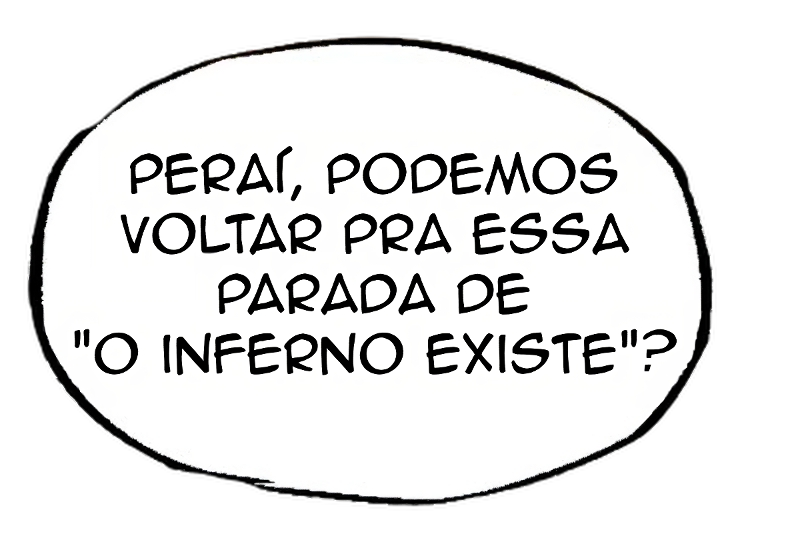 PERAÍ, PODEMOS
VOLTAR PRA ESSA
PARADA DE
"O INFERNO EXISTE"?